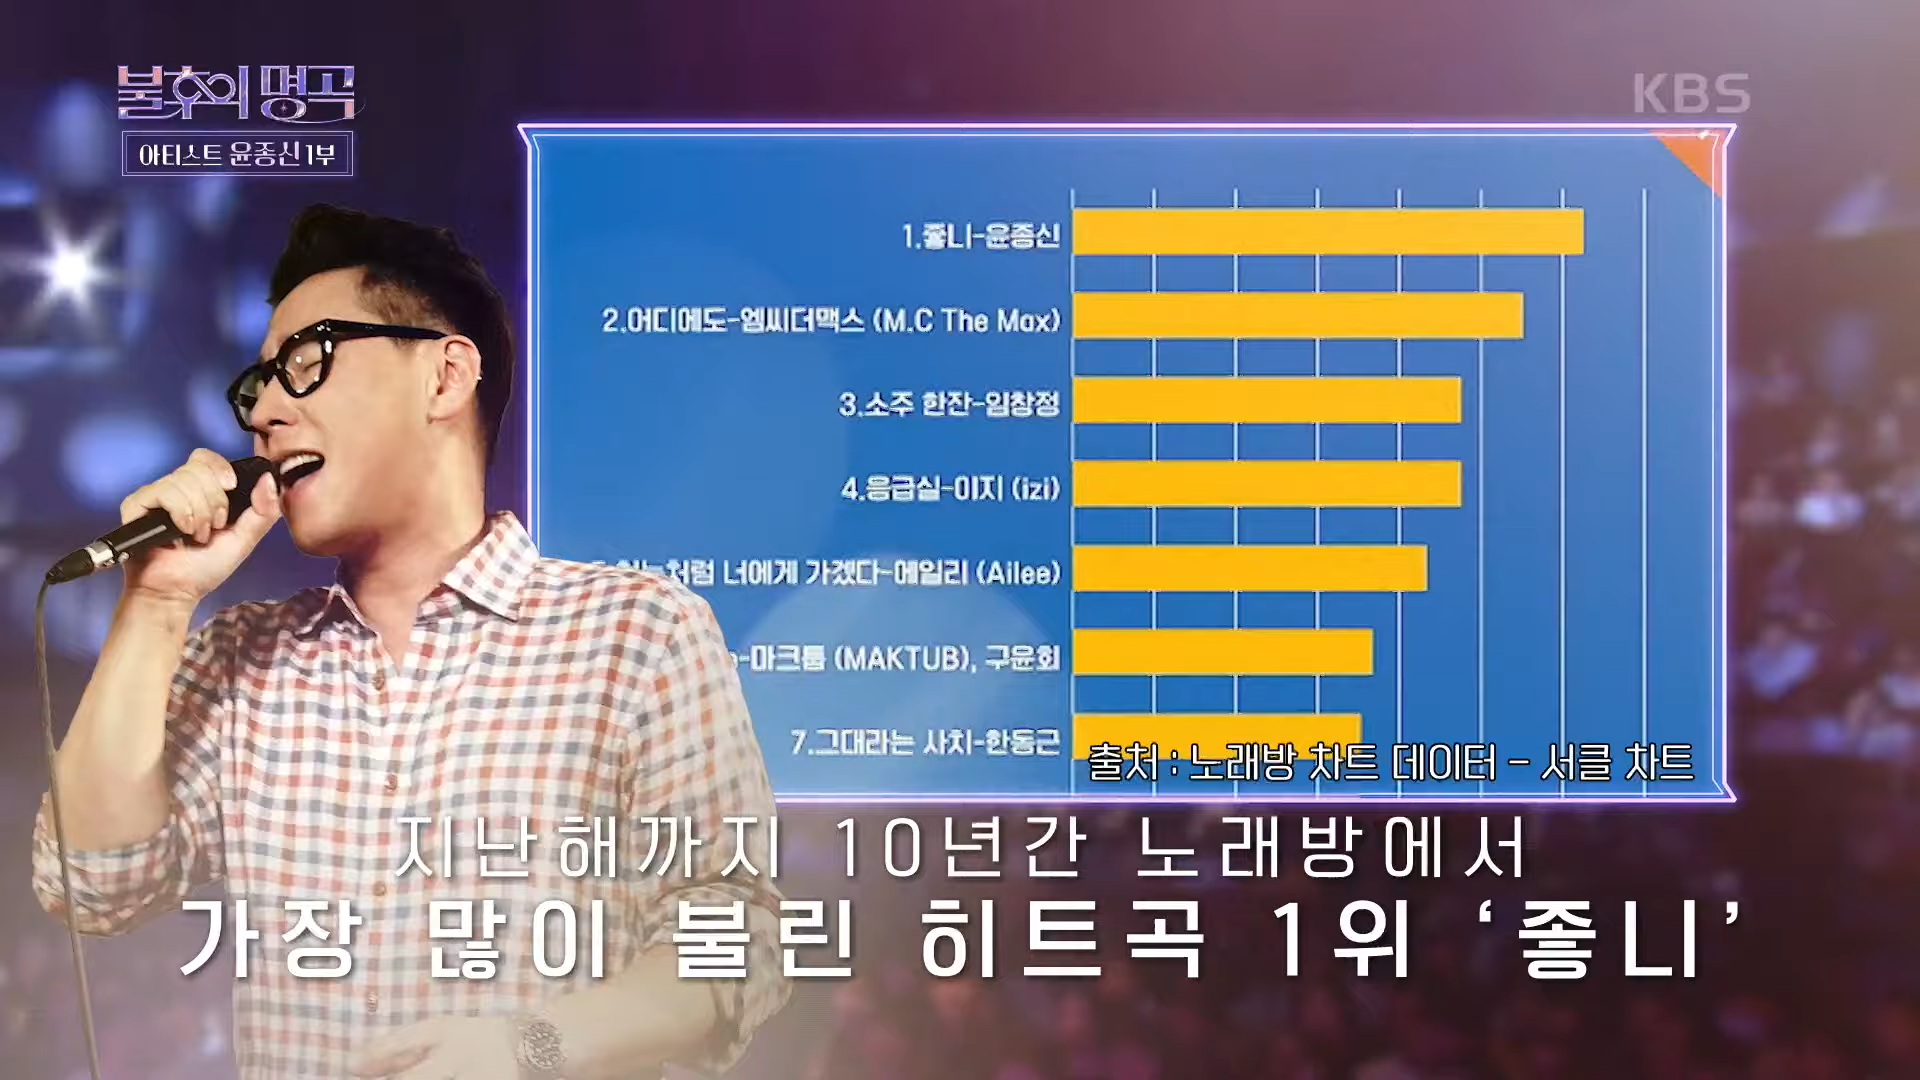 불후의 명곡
아티스트 윤종신 1부
KBS
1.좋니-윤종신
2.어디에도-엠씨더맥스 (M.C The Max)
3.소주 한잔-임창정
4.응급실-이지 (izi)
너에게 가겠다-에일리 (Ailee)
-마크툽 (MAKTUB), 구윤회
7.그대라는 사치-한동근
출처 : 노래방 차트 데이터 - 서클 차트
지난해까지 10년간 노래방에서
가장 많이 불린 히트곡 1위 ‘좋니’